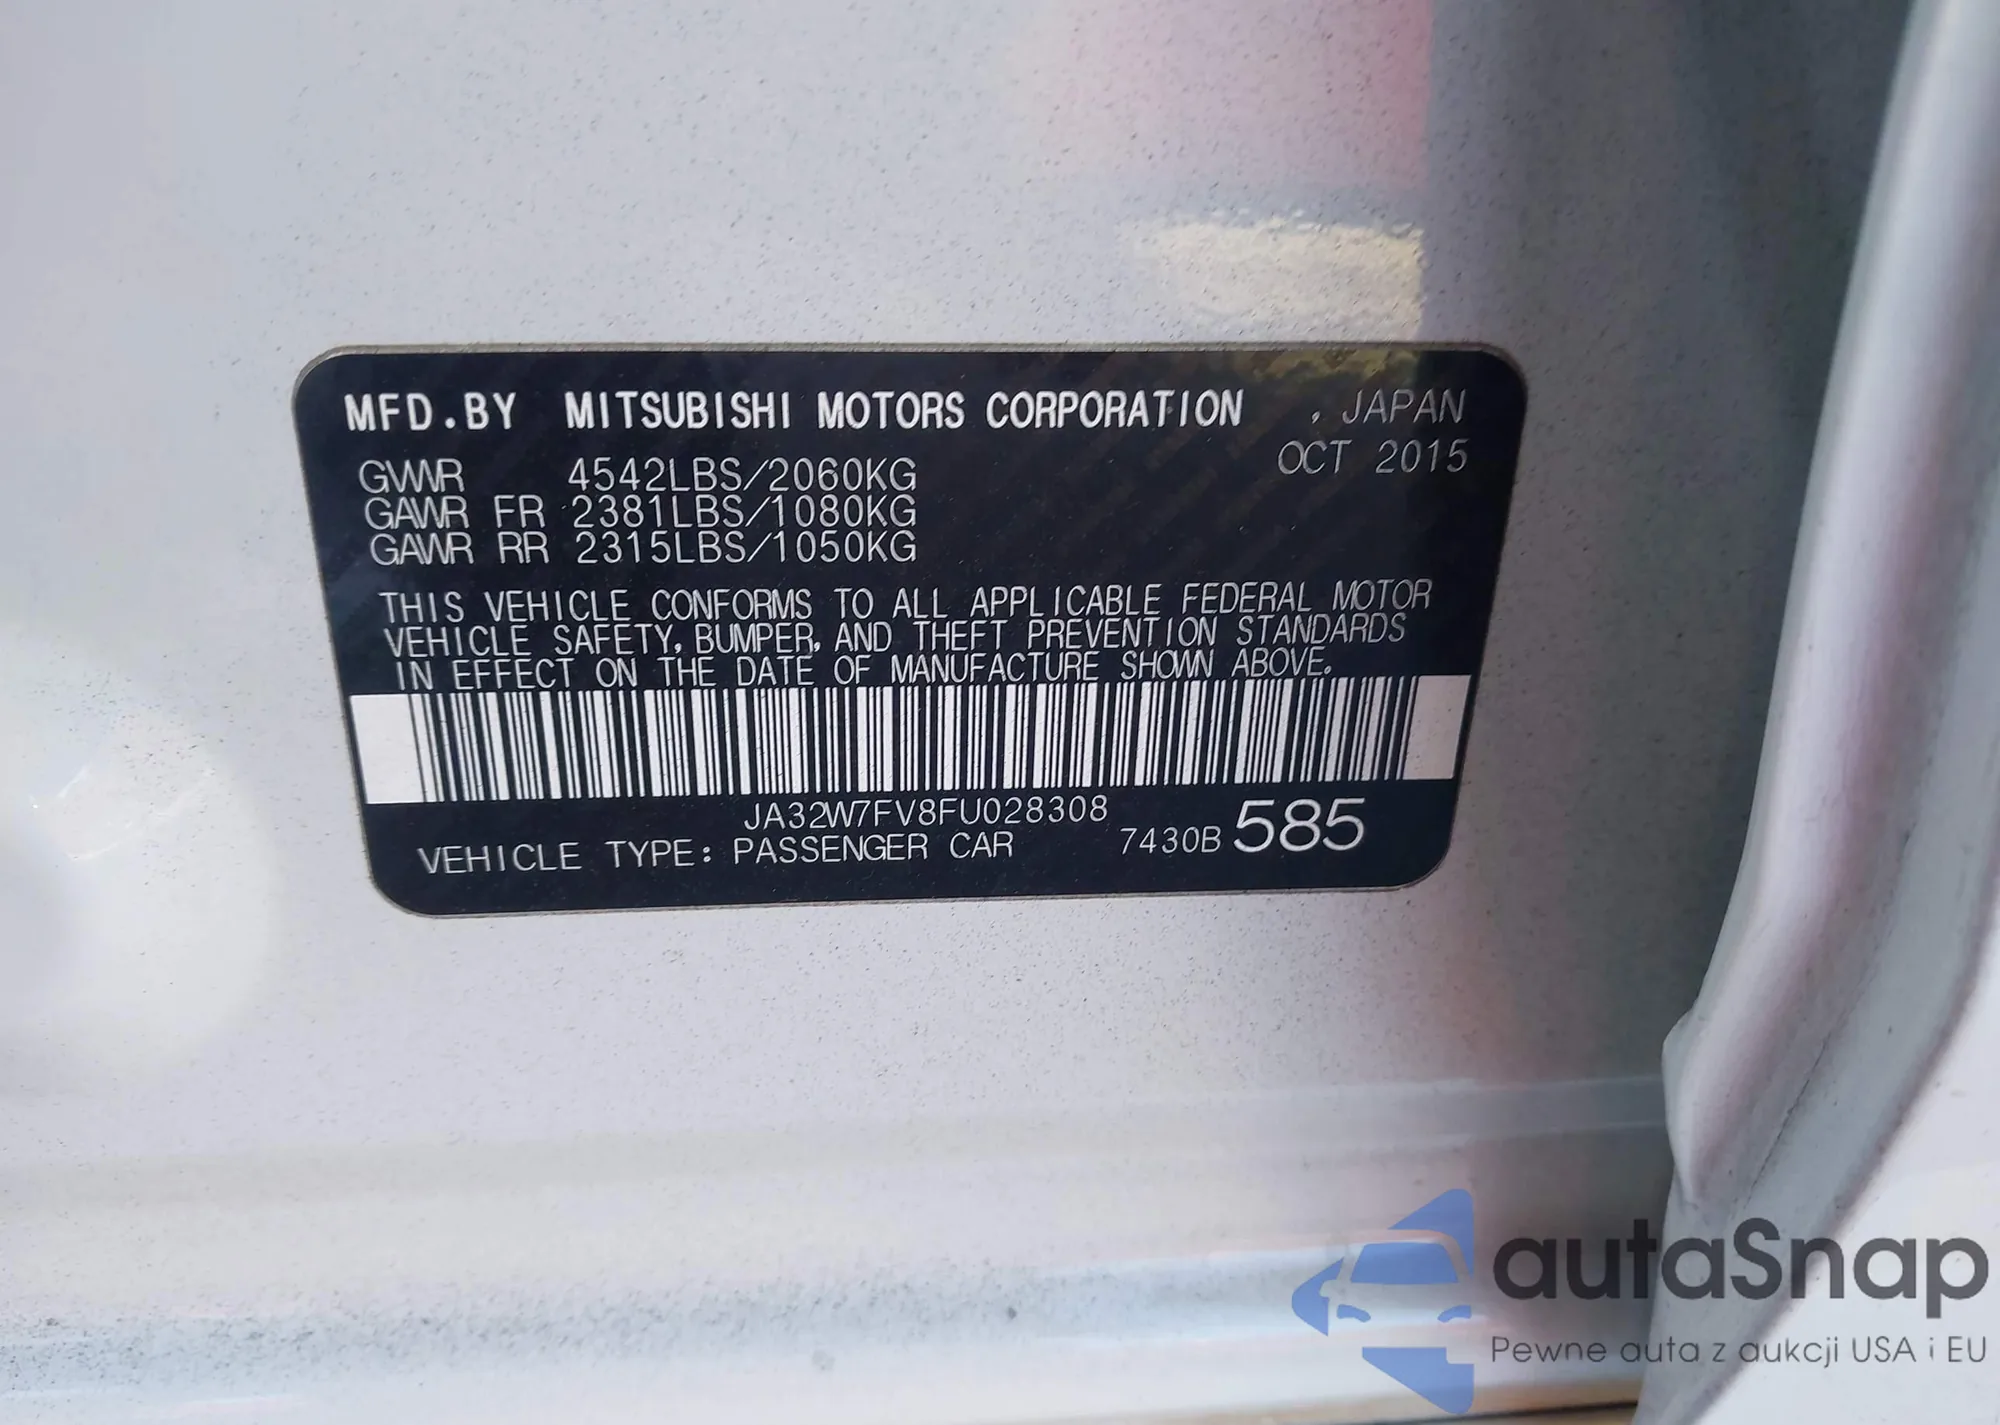 MFD.BY MITSUBISHI MOTORS CORPORATION , JAPAN
OCT 2015
GVWR 4542LBS/2060KG
GAWR FR 2381LBS/1080KG
GAWR RR 2315LBS/1050KG
THIS VEHICLE CONFORMS TO ALL APPLICABLE FEDERAL MOTOR
VEHICLE SAFETY, BUMPER, AND THEFT PREVENTION STANDARDS
IN EFFECT ON THE DATE OF MANUFACTURE SHOWN ABOVE.
JA32W7FV8FU028308
VEHICLE TYPE: PASSENGER CAR 7430B 585
autaSnap
Pewne auta z aukcji USA i EU